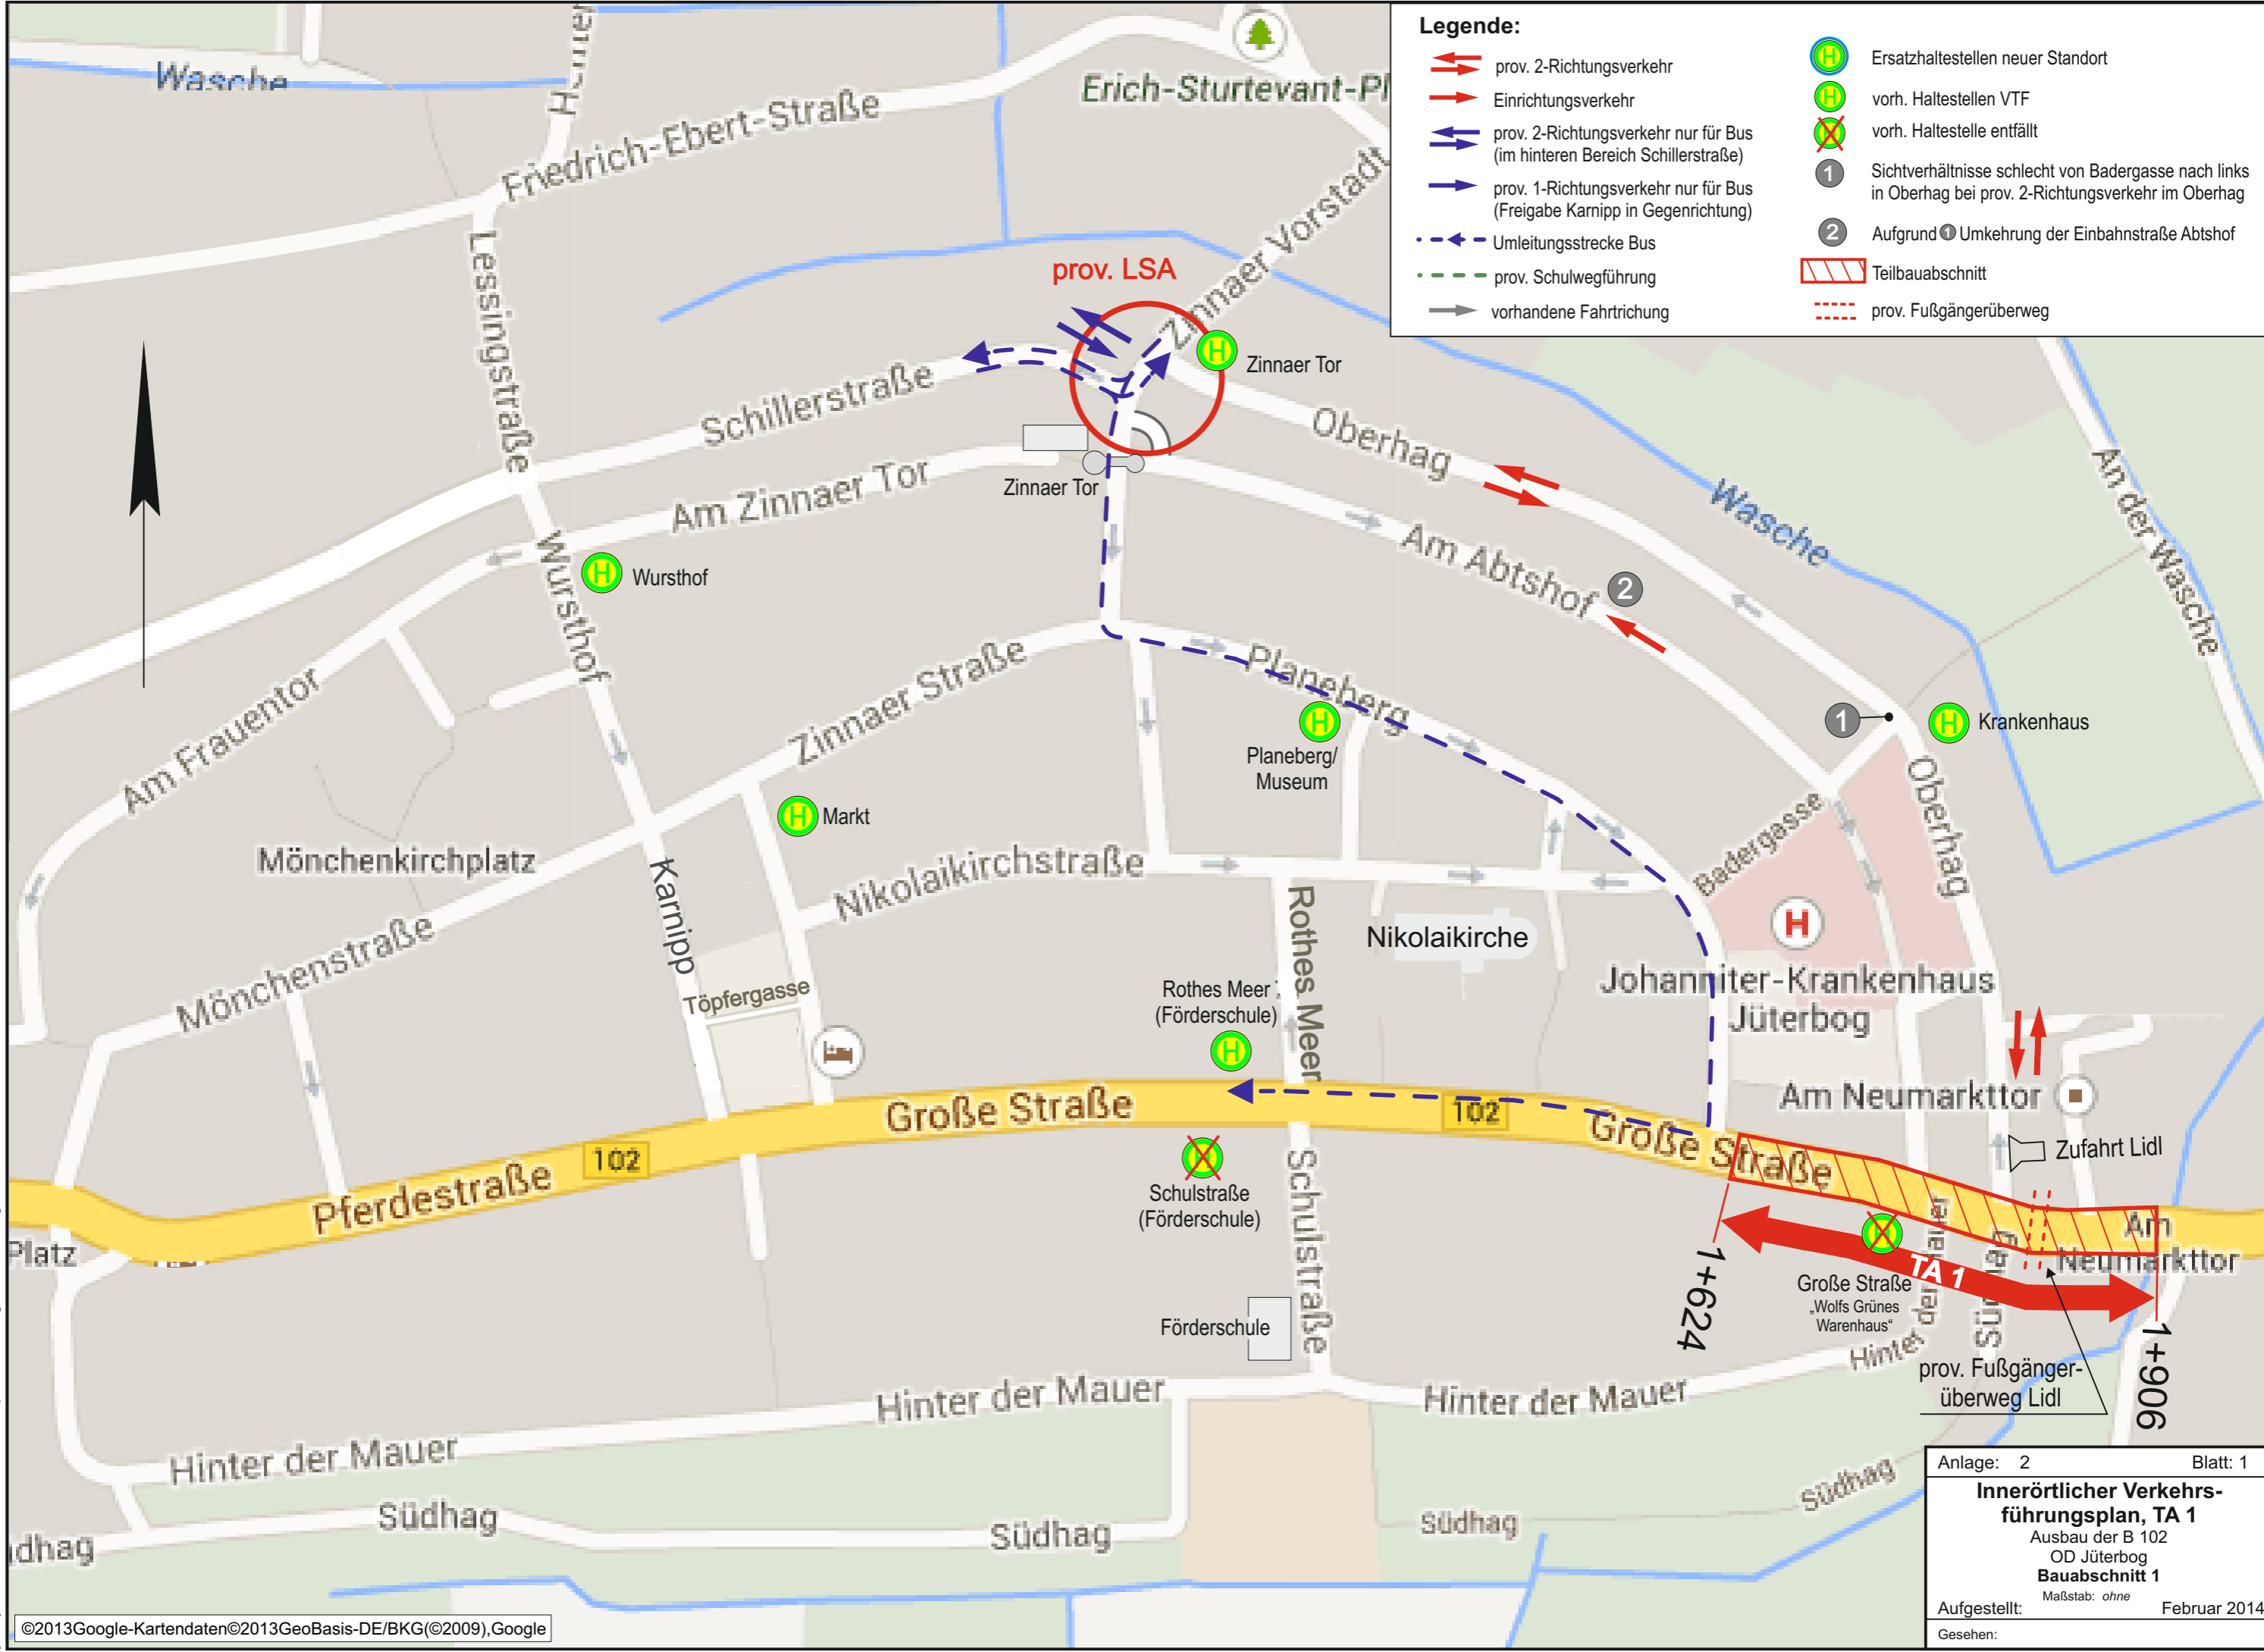 Legende:
prov. 2-Richtungsverkehr
Einrichtungsverkehr
prov. 2-Richtungsverkehr nur für Bus
(im hinteren Bereich Schillerstraße)
prov. 1-Richtungsverkehr nur für Bus
(Freigabe Karnipp in Gegenrichtung)
Umleitungsstrecke Bus
prov. Schulwegführung
vorhandene Fahrtrichung
H Ersatzhaltestellen neuer Standort
H vorh. Haltestellen VTF
H vorh. Haltestelle entfällt
1 Sichtverhältnisse schlecht von Badergasse nach links
in Oberhag bei prov. 2-Richtungsverkehr im Oberhag
2 Aufgrund 1 Umkehrung der Einbahnstraße Abtshof
Teilbauabschnitt
prov. Fußgängerüberweg
Wasche
Friedrich-Ebert-Straße
Erich-Sturtevant-Pl
Zinnaer Vorstadt
prov. LSA
Lessingstraße
H Zinnaer Tor
Schillerstraße
Oberhag
Am Zinnaer Tor
Zinnaer Tor
Wasche
An der Wasche
Am Abtshof
2
Wursthof
H Wursthof
Planeberg
Zinnaer Straße
Am Frauentor
H
Planeberg/
Museum
1
H Krankenhaus
Oberhag
H Markt
Badergasse
Mönchenkirchplatz
Nikolaikirchstraße
Karnipp
Mönchenstraße
Töpfergasse
Rothes Meer
Nikolaikirche
H
Johanniter-Krankenhaus
Jüterbog
Rothes Meer
(Förderschule)
H
Am Neumarkttor
Große Straße
102
Große Straße
Zufahrt Lidl
Pferdestraße
102
H
Schulstraße
(Förderschule)
Schulstraße
Platz
H
Am
Neumarkttor
TA 1
Große Straße
„Wolfs Grünes
Warenhaus“
1+624
1+906
Förderschule
prov. Fußgänger-
überweg Lidl
Hinter der Mauer
Hinter der Mauer
Hinter der Mauer
Hinter der Mauer
Südhag
Südhag
Südhag
Südhag
dhag
Anlage: 2 Blatt: 1
Innerörtlicher Verkehrs-
führungsplan, TA 1
Ausbau der B 102
OD Jüterbog
Bauabschnitt 1
Maßstab: ohne
Aufgestellt: Februar 2014
Gesehen:
©2013Google-Kartendaten©2013GeoBasis-DE/BKG(©2009),Google